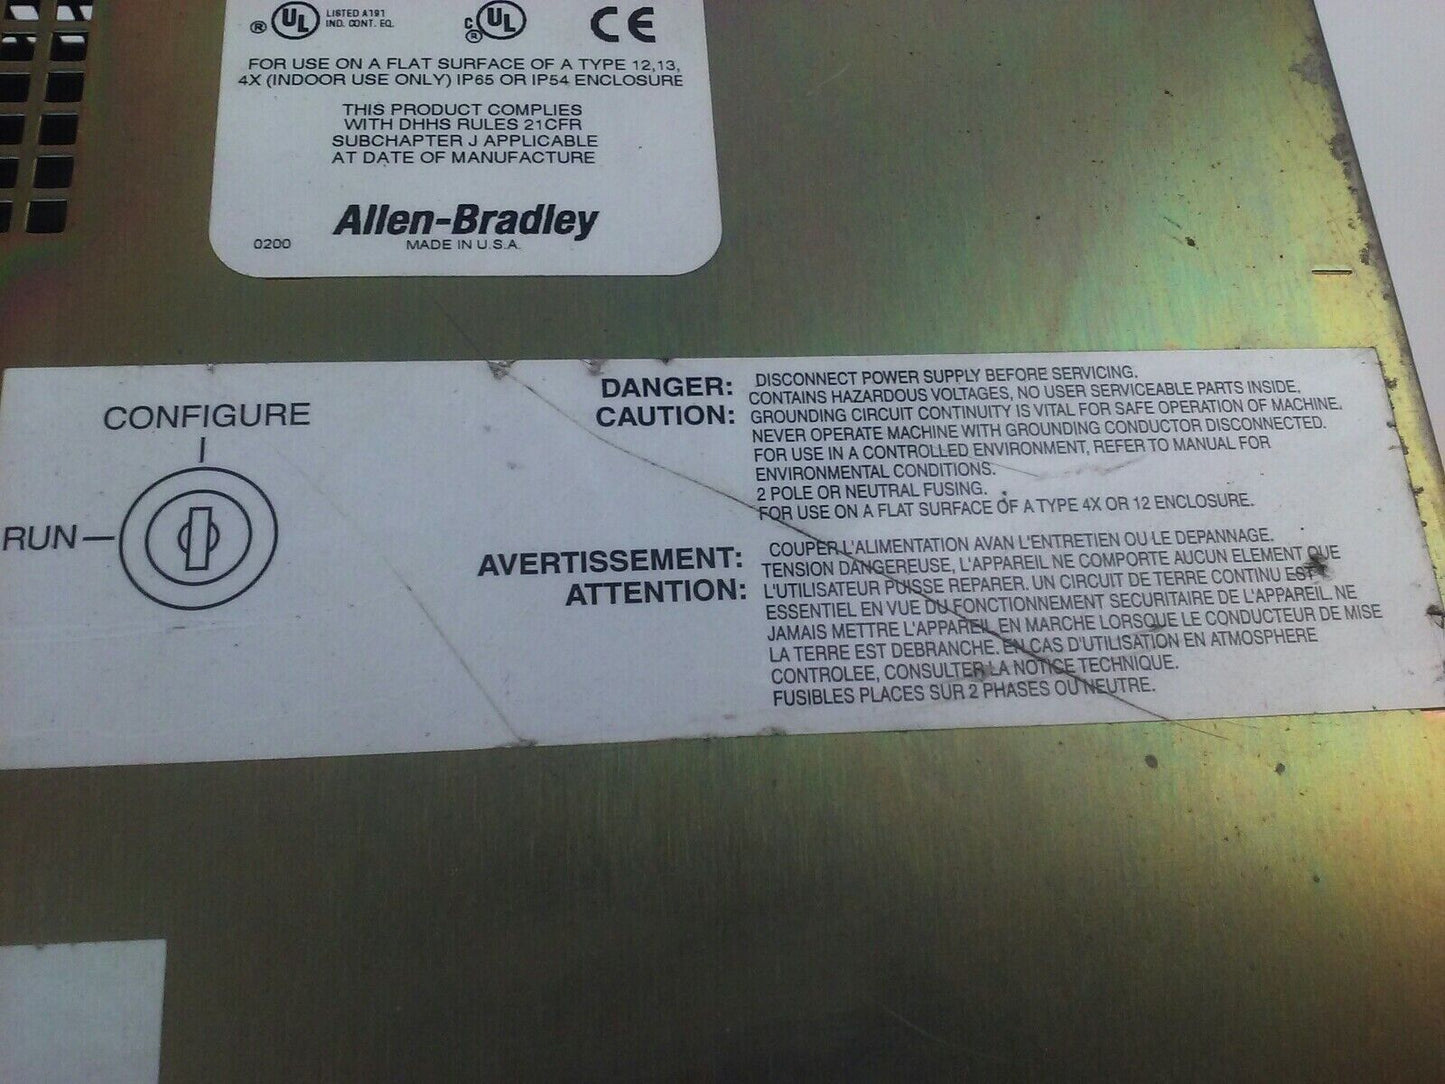 ® UL LISTED A191
IND. CONT. EQ.
C UL ® CE
FOR USE ON A FLAT SURFACE OF A TYPE 12,13,
4X (INDOOR USE ONLY) IP65 OR IP54 ENCLOSURE
THIS PRODUCT COMPLIES
WITH DHHS RULES 21CFR
SUBCHAPTER J APPLICABLE
AT DATE OF MANUFACTURE
Allen-Bradley
0200 MADE IN U.S.A.
CONFIGURE
RUN
DANGER: DISCONNECT POWER SUPPLY BEFORE SERVICING.
CONTAINS HAZARDOUS VOLTAGES, NO USER SERVICEABLE PARTS INSIDE,
CAUTION: GROUNDING CIRCUIT CONTINUITY IS VITAL FOR SAFE OPERATION OF MACHINE.
NEVER OPERATE MACHINE WITH GROUNDING CONDUCTOR DISCONNECTED.
FOR USE IN A CONTROLLED ENVIRONMENT, REFER TO MANUAL FOR
ENVIRONMENTAL CONDITIONS.
2 POLE OR NEUTRAL FUSING.
FOR USE ON A FLAT SURFACE OF A TYPE 4X OR 12 ENCLOSURE.
AVERTISSEMENT: COUPER L'ALIMENTATION AVAN L'ENTRETIEN OU LE DEPANNAGE.
TENSION DANGEREUSE, L'APPAREIL NE COMPORTE AUCUN ELEMENT QUE
ATTENTION: L'UTILISATEUR PUISSE REPARER. UN CIRCUIT DE TERRE CONTINU EST
ESSENTIEL EN VUE DU FONCTIONNEMENT SECURITAIRE DE L'APPAREIL. NE
JAMAIS METTRE L'APPAREIL EN MARCHE LORSQUE LE CONDUCTEUR DE MISE
LA TERRE EST DEBRANCHE. EN CAS D'UTILISATION EN ATMOSPHERE
CONTROLEE, CONSULTER LA NOTICE TECHNIQUE.
FUSIBLES PLACES SUR 2 PHASES OU NEUTRE.